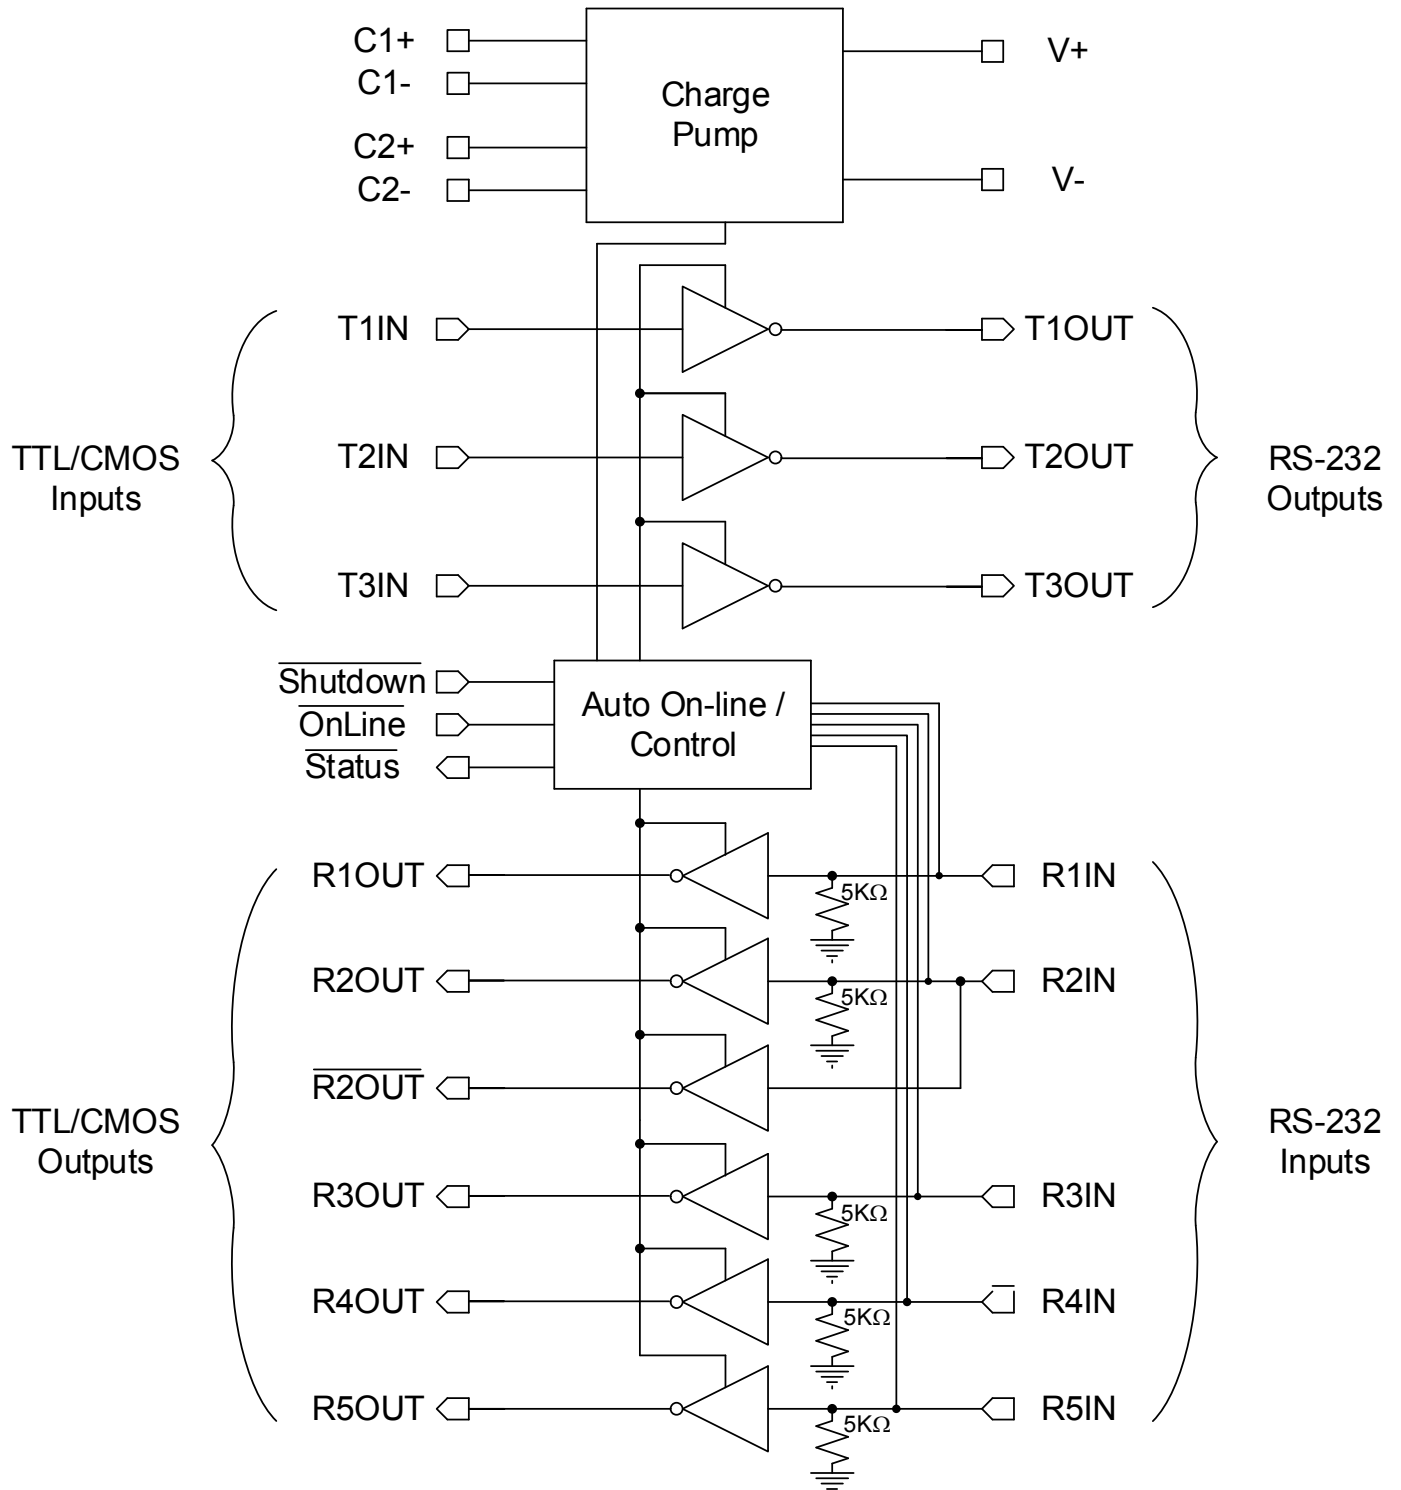 C1+
C1-
C2+
C2-
Charge
Pump
V+
V-
T1IN
T1OUT
TTL/CMOS
Inputs
T2IN
T2OUT
RS-232
Outputs
T3IN
T3OUT
Shutdown
OnLine
Status
Auto On-line /
Control
R1OUT
5KΩ
R1IN
R2OUT
5KΩ
R2IN
R2OUT
TTL/CMOS
Outputs
RS-232
Inputs
R3OUT
5KΩ
R3IN
R4OUT
5KΩ
R4IN
R5OUT
5KΩ
R5IN